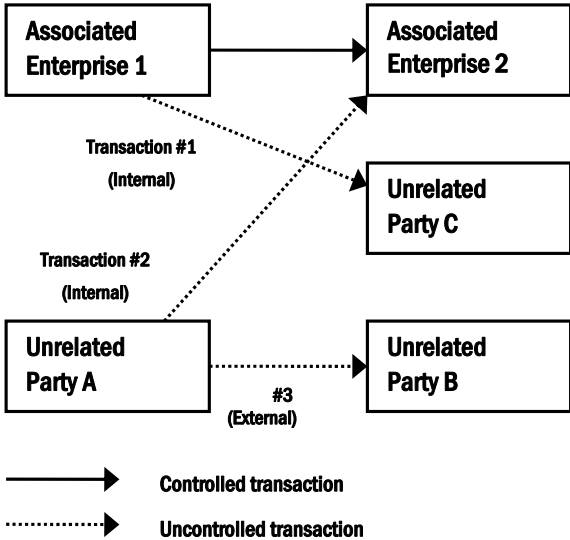 Associated
Enterprise 1
Associated
Enterprise 2
Transaction #1
(Internal)
Unrelated
Party C
Transaction #2
(Internal)
Unrelated
Party A
Unrelated
Party B
#3
(External)
Controlled transaction
Uncontrolled transaction